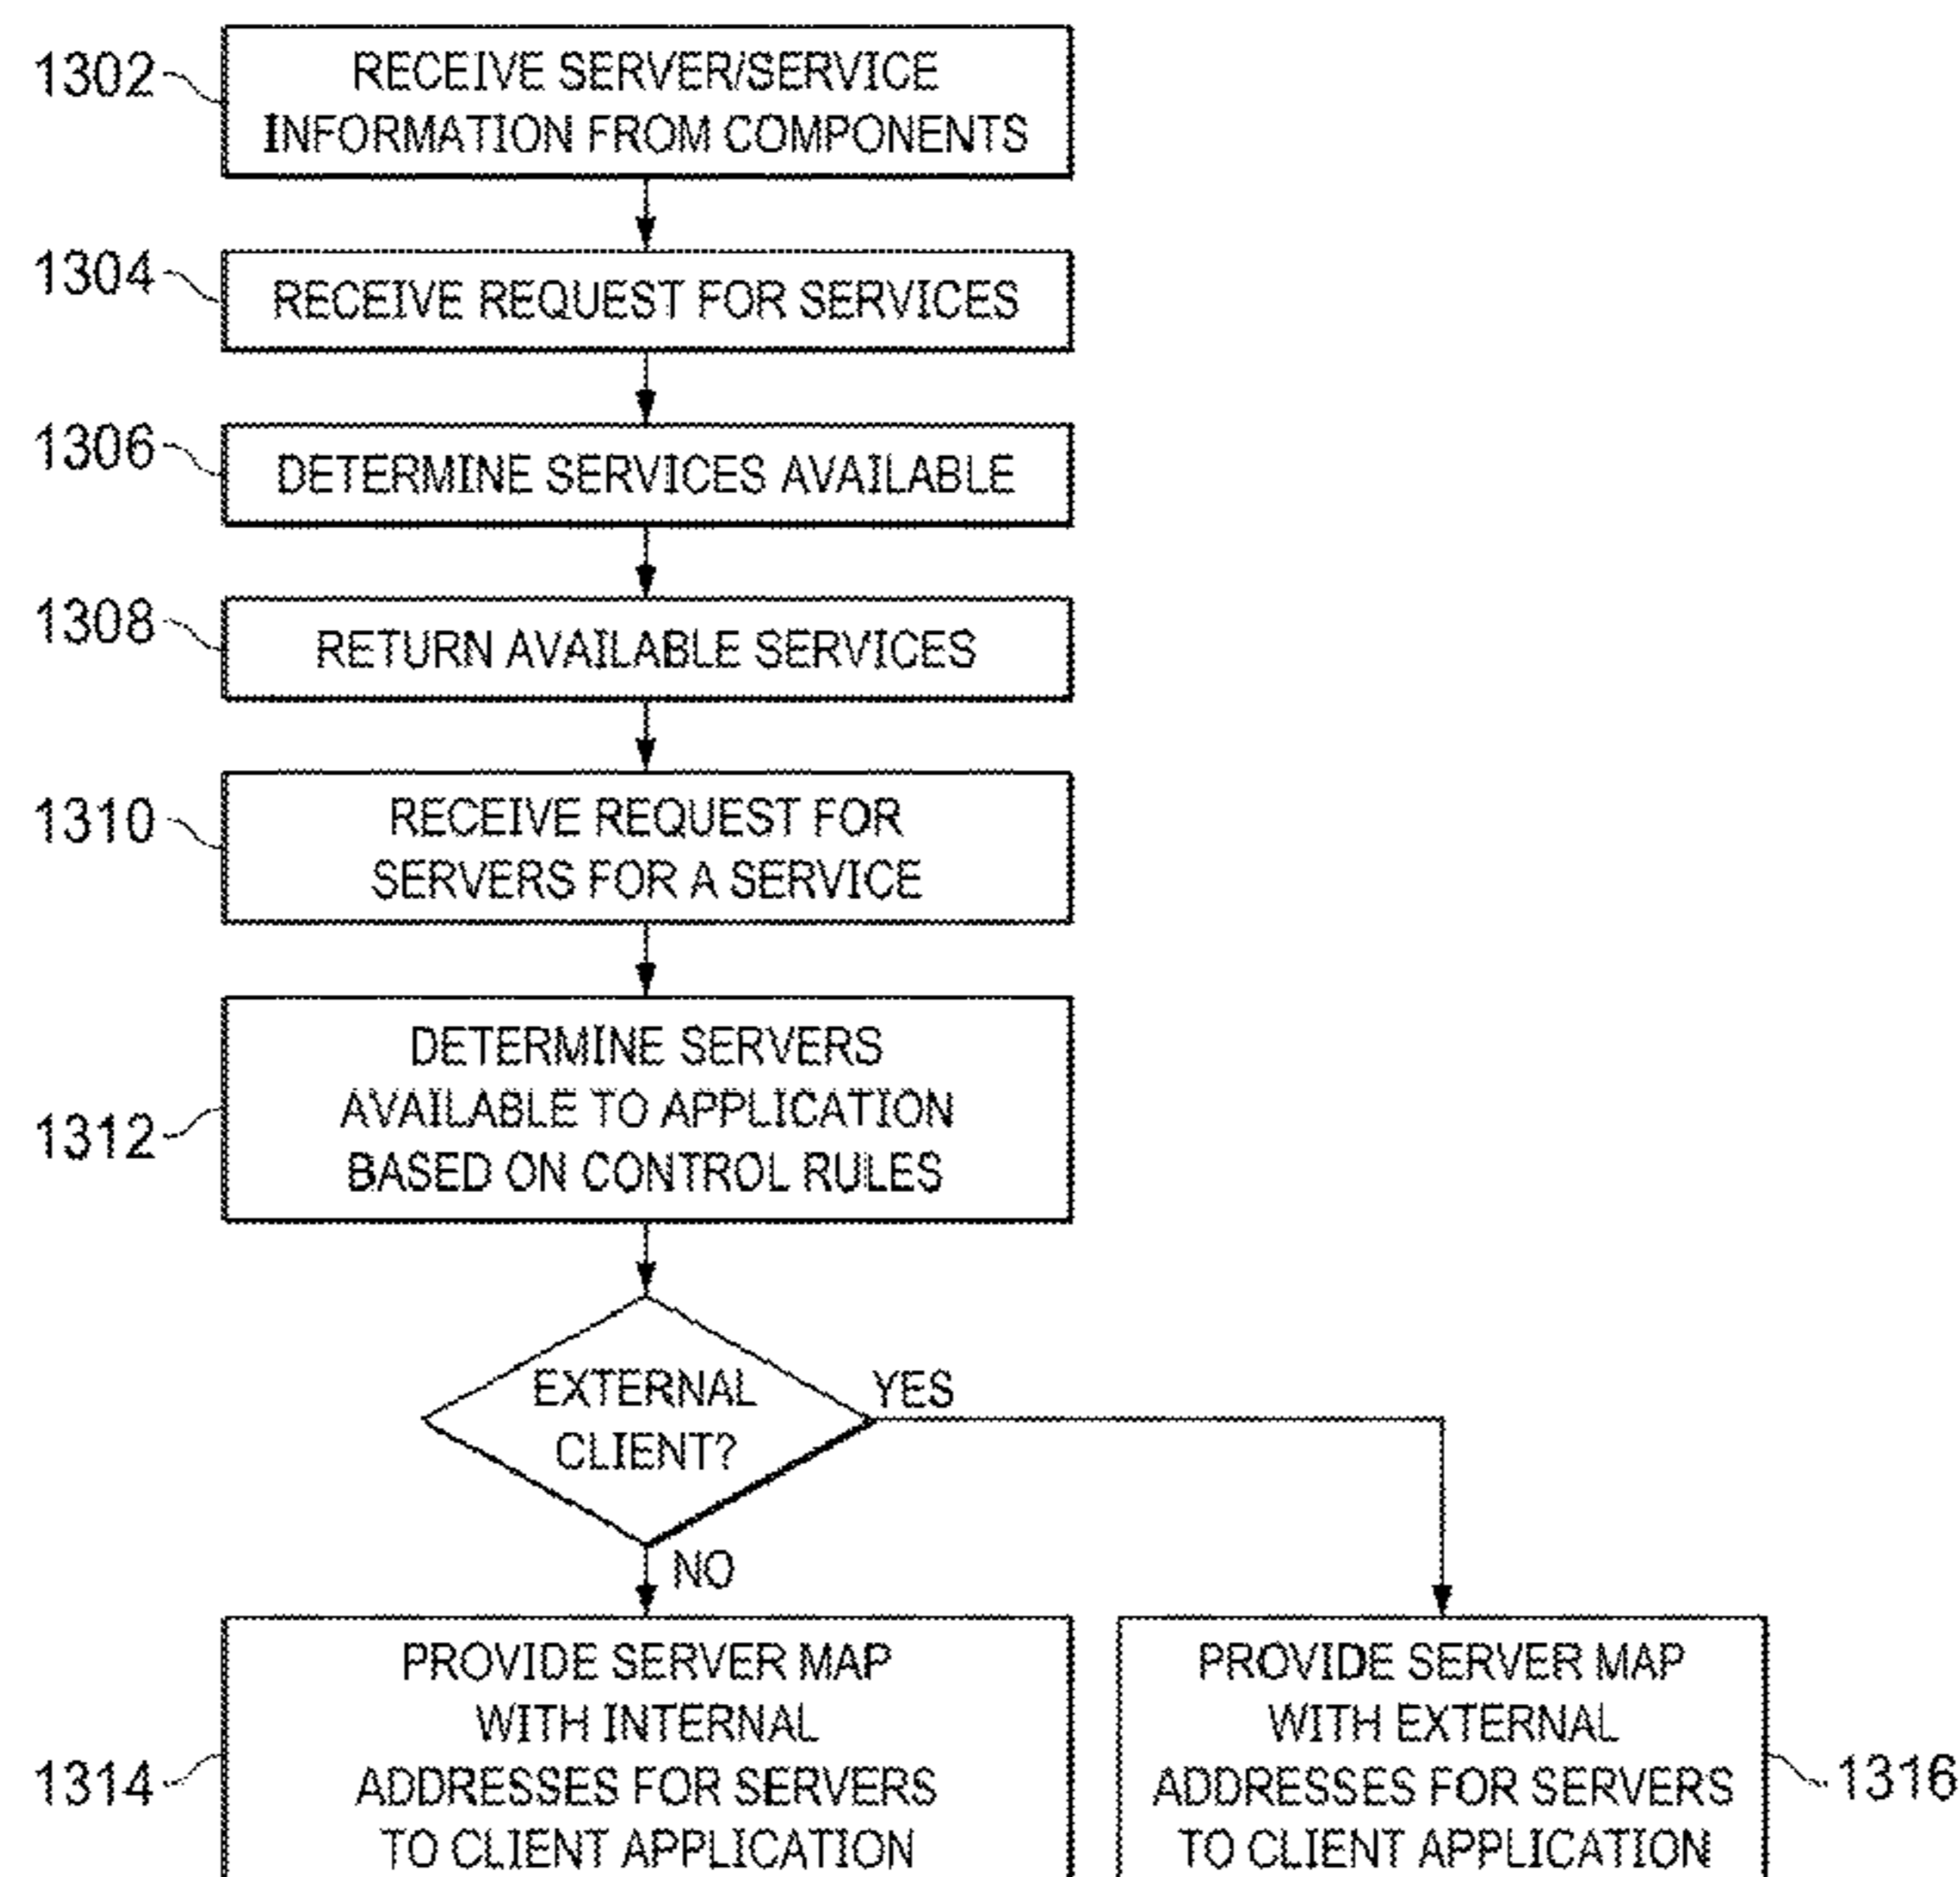 1302
RECEIVE SERVER/SERVICE
INFORMATION FROM COMPONENTS
1304
RECEIVE REQUEST FOR SERVICES
1306
DETERMINE SERVICES AVAILABLE
1308
RETURN AVAILABLE SERVICES
1310
RECEIVE REQUEST FOR
SERVERS FOR A SERVICE
1312
DETERMINE SERVERS
AVAILABLE TO APPLICATION
BASED ON CONTROL RULES
EXTERNAL
CLIENT?
YES
NO
1314
PROVIDE SERVER MAP
WITH INTERNAL
ADDRESSES FOR SERVERS
TO CLIENT APPLICATION
PROVIDE SERVER MAP
WITH EXTERNAL
ADDRESSES FOR SERVERS
TO CLIENT APPLICATION
1316